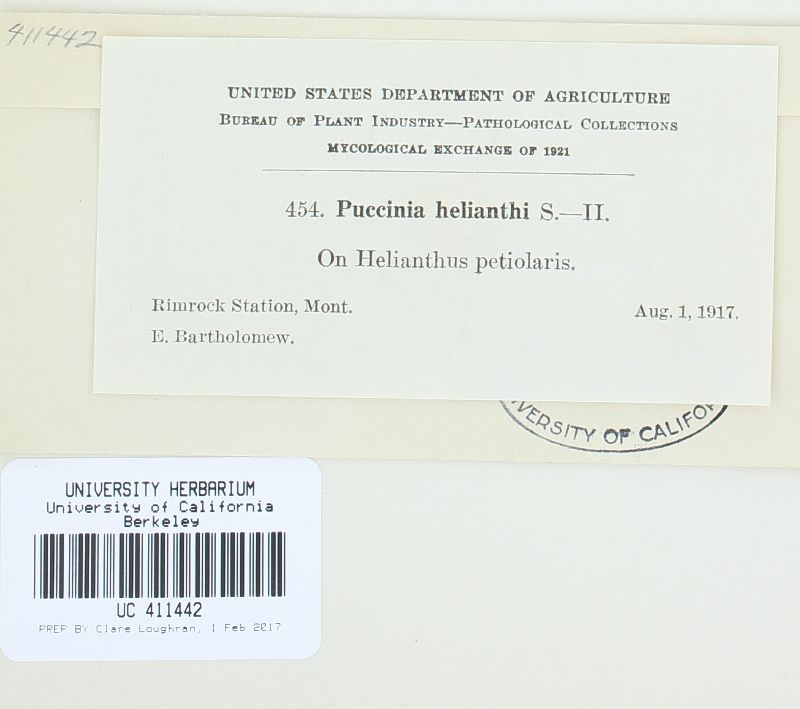 411442
UNITED STATES DEPARTMENT OF AGRICULTURE
BUREAU OF PLANT INDUSTRY—PATHOLOGICAL COLLECTIONS
MYCOLOGICAL EXCHANGE OF 1921
454. Puccinia helianthi S.—II.
On Helianthus petiolaris.
Rimrock Station, Mont. Aug. 1, 1917.
E. Bartholomew.
VERSITY OF CALIFOR
UNIVERSITY HERBARIUM
University of California
Berkeley
UC 411442
PREP BY Clare Loughran, 1 Feb 2017